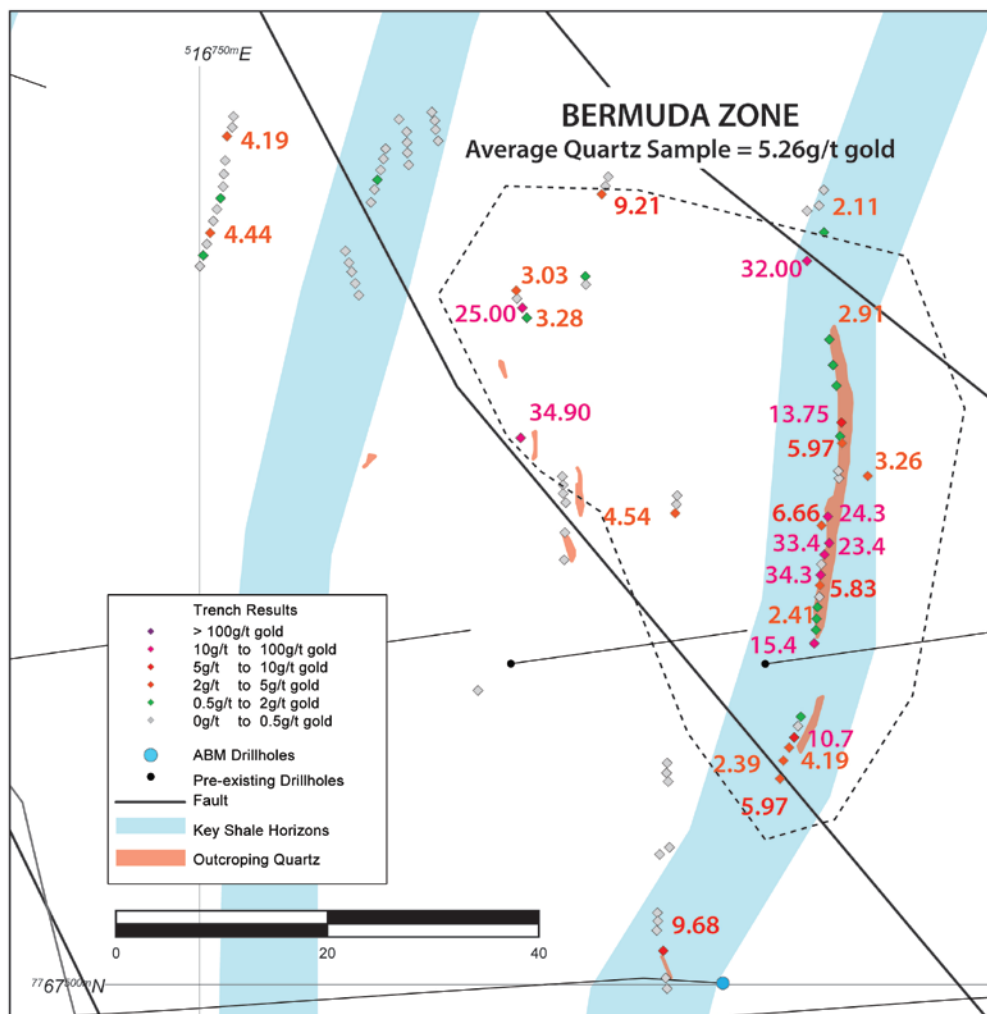 516750mE
BERMUDA ZONE
Average Quartz Sample = 5.26g/t gold
4.19
9.21
2.11
4.44
32.00
3.03
25.00
3.28
2.91
34.90
13.75
5.97
3.26
4.54
6.66
24.3
33.4
23.4
34.3
5.83
2.41
15.4
10.7
2.39
4.19
5.97
9.68
Trench Results
> 100g/t gold
10g/t to 100g/t gold
5g/t to 10g/t gold
2g/t to 5g/t gold
0.5g/t to 2g/t gold
0g/t to 0.5g/t gold
ABM Drillholes
Pre-existing Drillholes
Fault
Key Shale Horizons
Outcroping Quartz
0 20 40
7767500mN